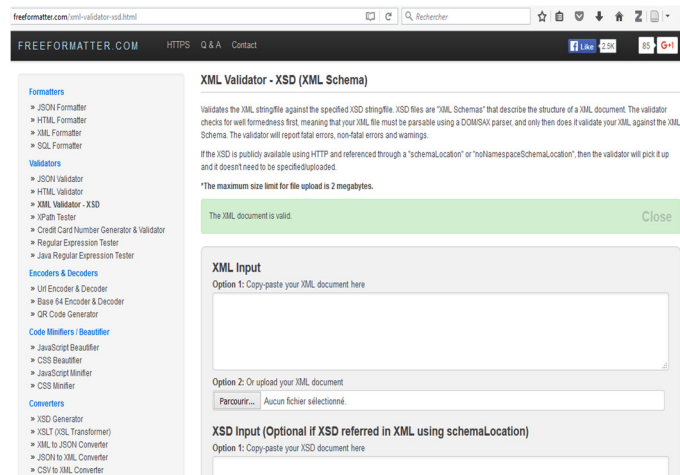 freeformatter.com/xml-validator-xsd.html
Rechercher
FREEFORMATTER.COM HTTPS Q & A Contact
Like 2.5K 85 G+1
Formatters
» JSON Formatter
» HTML Formatter
» XML Formatter
» SQL Formatter
Validators
» JSON Validator
» HTML Validator
» XML Validator - XSD
» XPath Tester
» Credit Card Number Generator & Validator
» Regular Expression Tester
» Java Regular Expression Tester
Encoders & Decoders
» Url Encoder & Decoder
» Base 64 Encoder & Decoder
» QR Code Generator
Code Minifiers / Beautifier
» JavaScript Beautifier
» CSS Beautifier
» JavaScript Minifier
» CSS Minifier
Converters
» XSD Generator
» XSLT (XSL Transformer)
» XML to JSON Converter
» JSON to XML Converter
» CSV to XML Converter
XML Validator - XSD (XML Schema)
Validates the XML string/file against the specified XSD string/file. XSD files are "XML Schemas" that describe the structure of a XML document. The validator
checks for well formedness first, meaning that your XML file must be parsable using a DOM/SAX parser, and only then does it validate your XML against the XML
Schema. The validator will report fatal errors, non-fatal errors and warnings.
If the XSD is publicly available using HTTP and referenced through a "schemaLocation" or "noNamespaceSchemaLocation", then the validator will pick it up
and it doesn't need to be specified/uploaded.
*The maximum size limit for file upload is 2 megabytes.
The XML document is valid. Close
XML Input
Option 1: Copy-paste your XML document here
Option 2: Or upload your XML document
Parcourir... Aucun fichier sélectionné.
XSD Input (Optional if XSD referred in XML using schemaLocation)
Option 1: Copy-paste your XSD document here